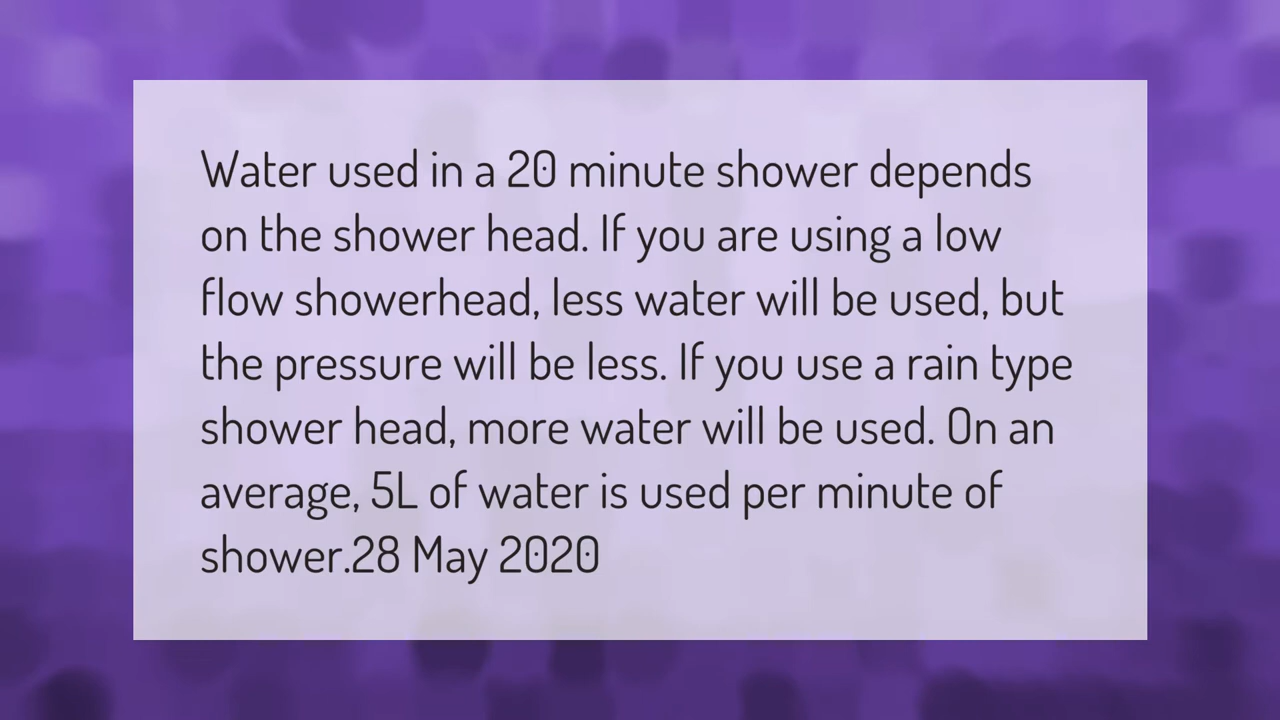 Water used in a 20 minute shower depends
on the shower head. If you are using a low
flow showerhead, less water will be used, but
the pressure will be less. If you use a rain type
shower head, more water will be used. On an
average, 5L of water is used per minute of
shower.28 May 2020